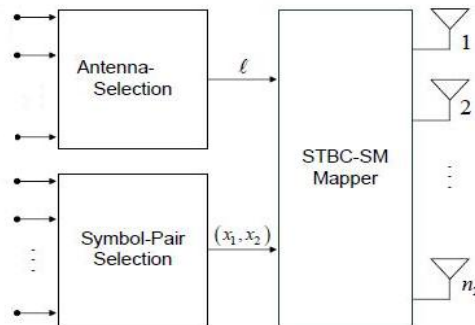 Antenna-
Selection
ℓ
STBC-SM
Mapper
1
2
Symbol-Pair
Selection
(x₁, x₂)